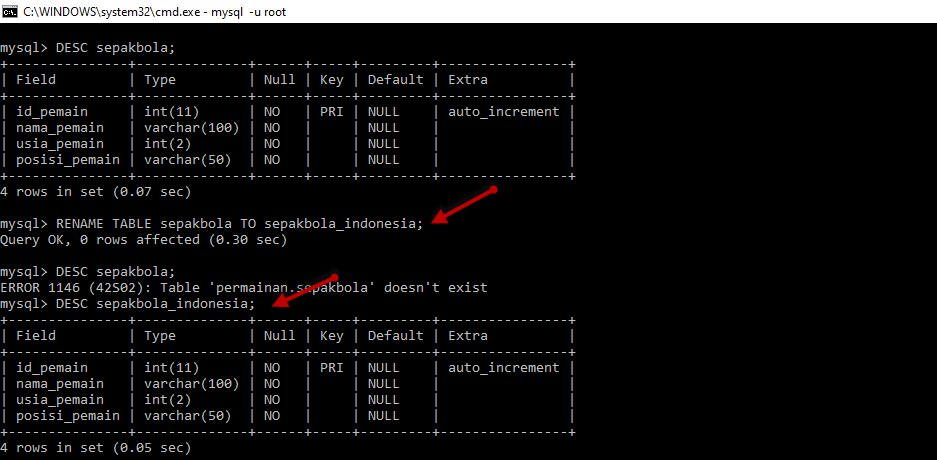 C:\WINDOWS\system32\cmd.exe - mysql  -u root
mysql> DESC sepakbola;
+---------------+--------------+------+-----+---------+----------------+
| Field         | Type         | Null | Key | Default | Extra          |
+---------------+--------------+------+-----+---------+----------------+
| id_pemain     | int(11)      | NO   | PRI | NULL    | auto_increment |
| nama_pemain   | varchar(100) | NO   |     | NULL    |                |
| usia_pemain   | int(2)       | NO   |     | NULL    |                |
| posisi_pemain | varchar(50)  | NO   |     | NULL    |                |
+---------------+--------------+------+-----+---------+----------------+
4 rows in set (0.07 sec)
mysql> RENAME TABLE sepakbola TO sepakbola_indonesia;
Query OK, 0 rows affected (0.30 sec)
mysql> DESC sepakbola;
ERROR 1146 (42S02): Table 'permainan.sepakbola' doesn't exist
mysql> DESC sepakbola_indonesia;
+---------------+--------------+------+-----+---------+----------------+
| Field         | Type         | Null | Key | Default | Extra          |
+---------------+--------------+------+-----+---------+----------------+
| id_pemain     | int(11)      | NO   | PRI | NULL    | auto_increment |
| nama_pemain   | varchar(100) | NO   |     | NULL    |                |
| usia_pemain   | int(2)       | NO   |     | NULL    |                |
| posisi_pemain | varchar(50)  | NO   |     | NULL    |                |
+---------------+--------------+------+-----+---------+----------------+
4 rows in set (0.05 sec)